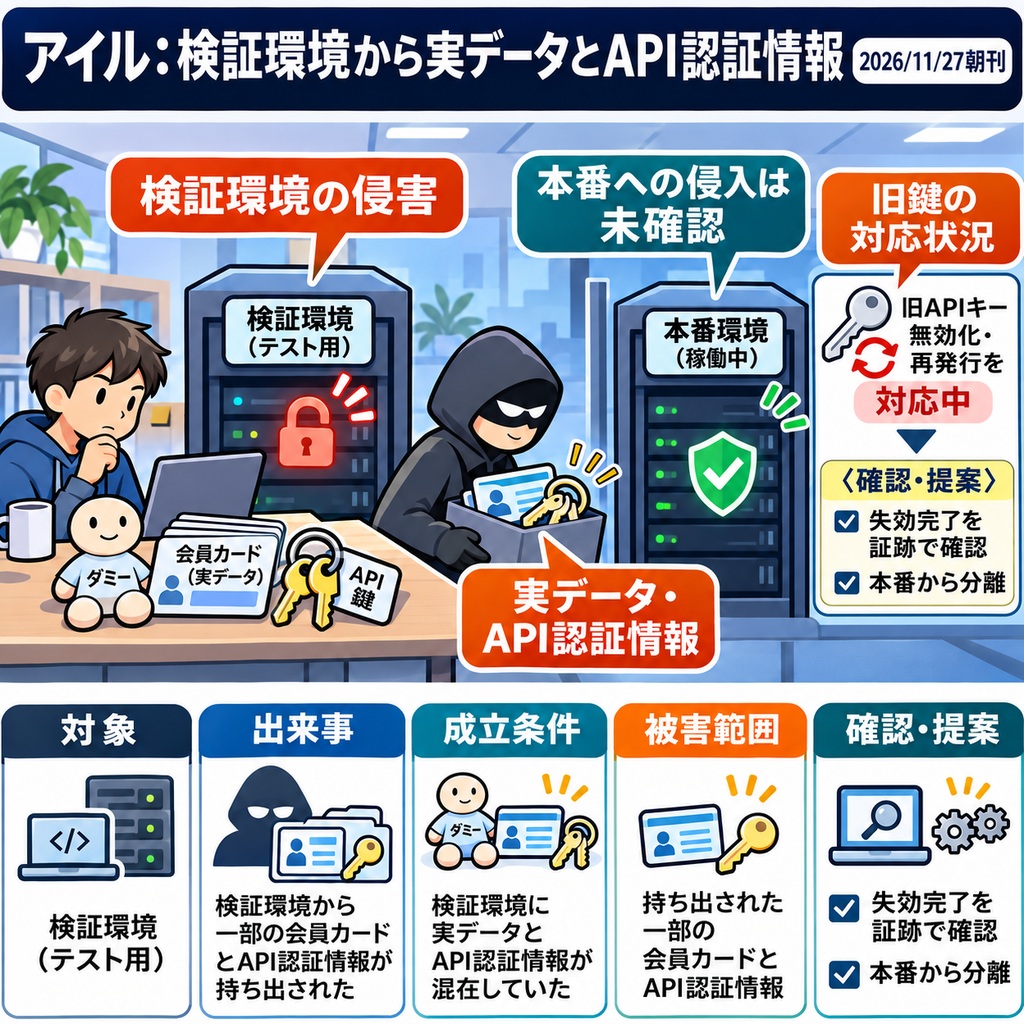 アイル：検証環境から実データとAPI認証情報
2026/11/27朝刊
検証環境の侵害
本番への侵入は
未確認
旧鍵の
対応状況
検証環境
（テスト用）
本番環境
（稼働中）
旧APIキー
無効化・
再発行を
対応中
〈確認・提案〉
失効完了を
証跡で確認
本番から分離
ダミー
会員カード
（実データ）
API
鍵
実データ・
API認証情報
対象
検証環境
（テスト用）
出来事
検証環境から
一部の会員カード
とAPI認証情報が
持ち出された
成立条件
ダミー
検証環境に
実データと
API認証情報が
混在していた
被害範囲
持ち出された
一部の
会員カードと
API認証情報
確認・提案
失効完了を
証跡で確認
本番から分離